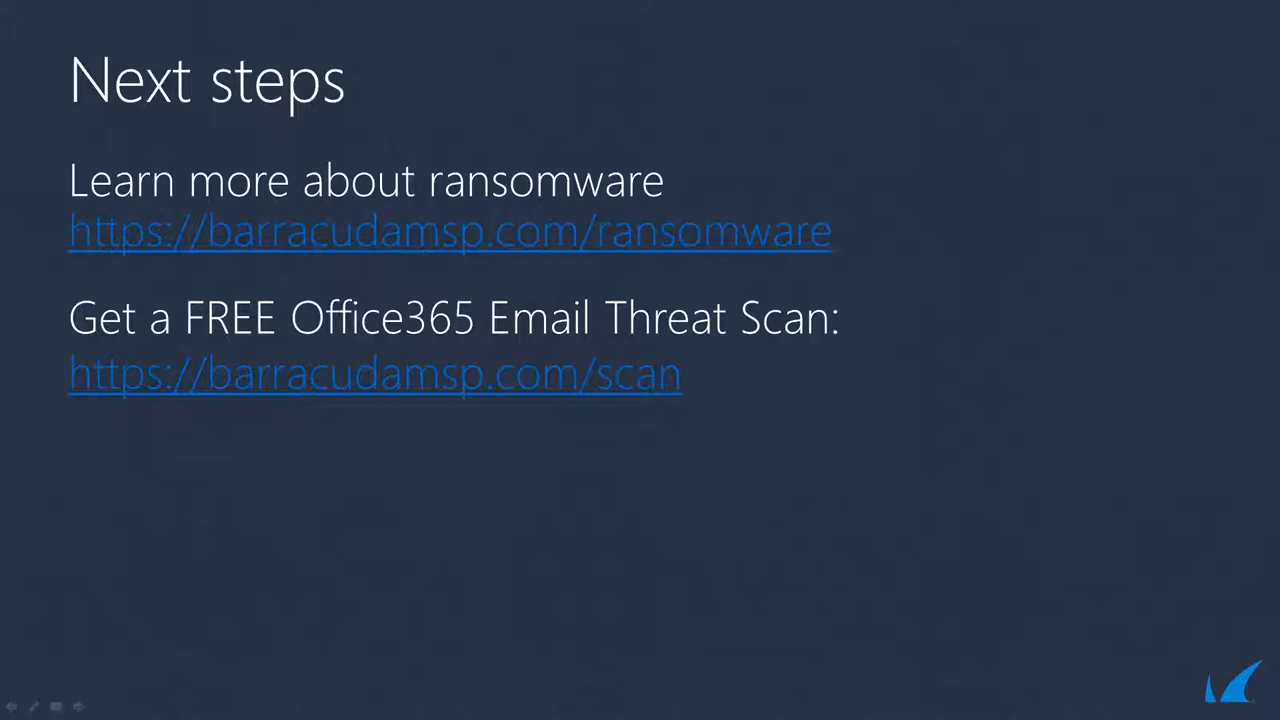 Next steps
Learn more about ransomware
https://barracudamsp.com/ransomware
Get a FREE Office365 Email Threat Scan:
https://barracudamsp.com/scan